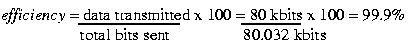 efficiency = data transmitted x 100 = 80 kbits x 100 = 99.9%
total bits sent 80.032 kbits